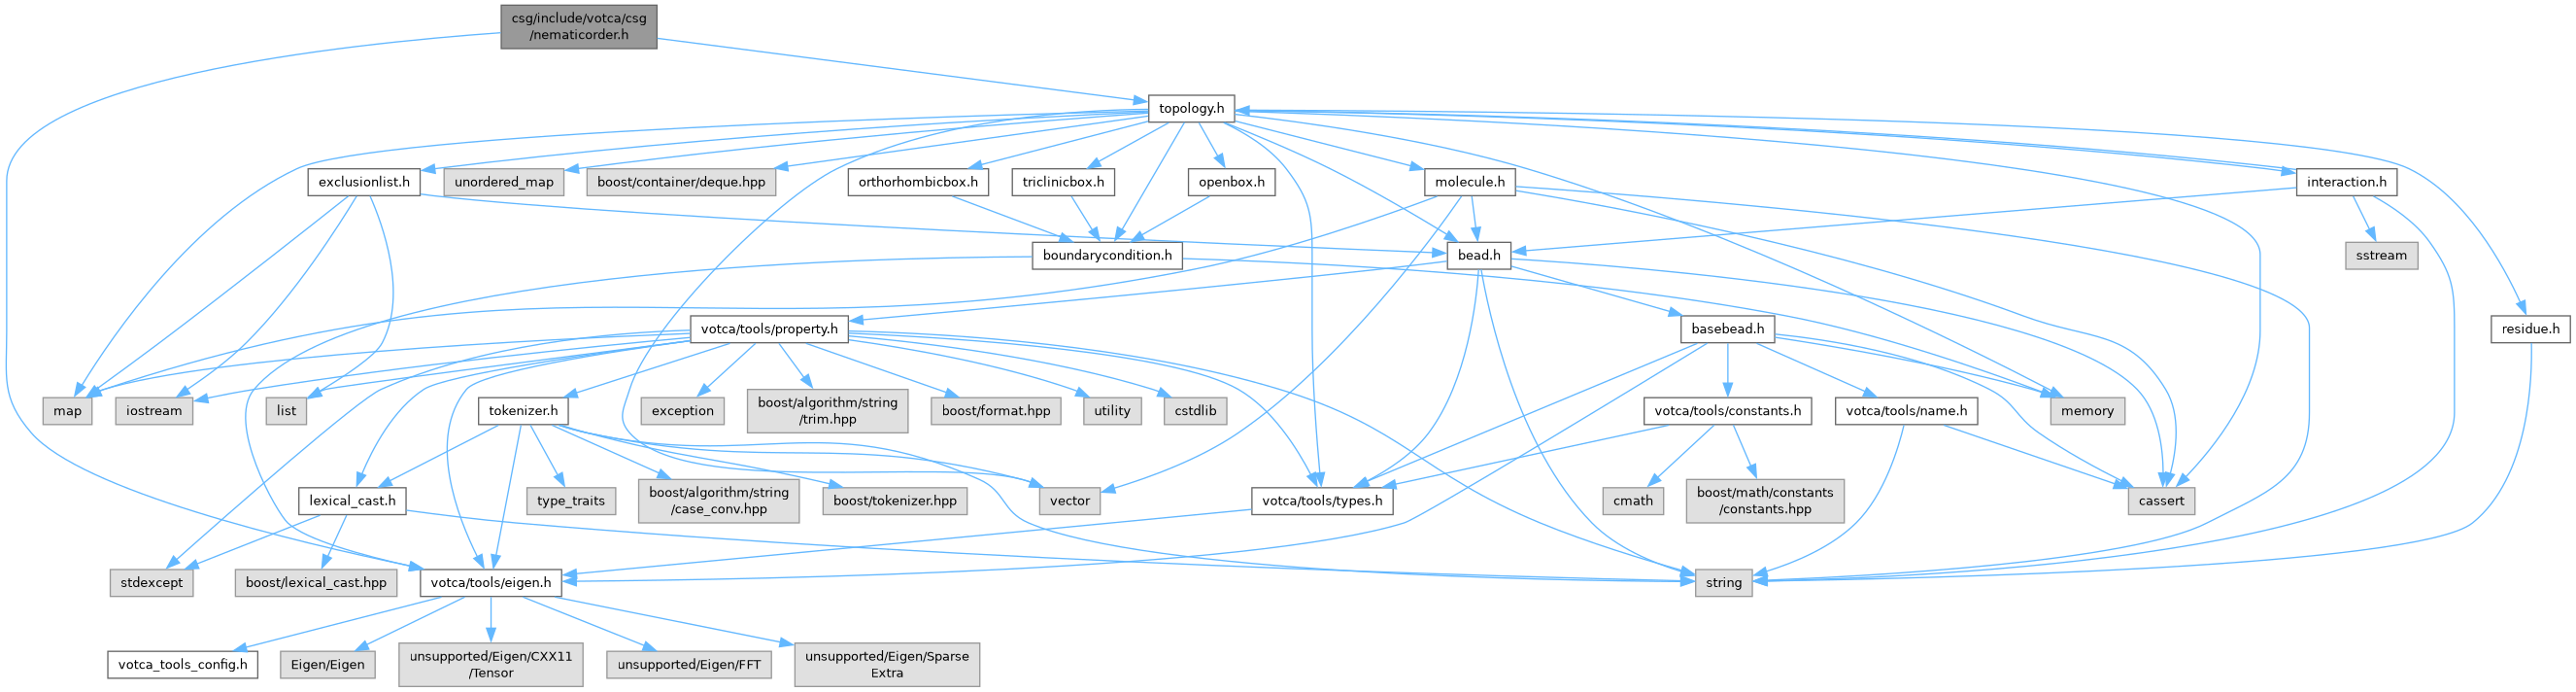 csg/include/votca/csg
/nematicorder.h
topology.h
exclusionlist.h
unordered_map
boost/container/deque.hpp
orthorhombicbox.h
triclinicbox.h
openbox.h
molecule.h
interaction.h
boundarycondition.h
bead.h
sstream
votca/tools/property.h
basebead.h
residue.h
map
iostream
list
tokenizer.h
exception
boost/algorithm/string
/trim.hpp
boost/format.hpp
utility
cstdlib
votca/tools/constants.h
votca/tools/name.h
memory
lexical_cast.h
type_traits
boost/algorithm/string
/case_conv.hpp
boost/tokenizer.hpp
vector
votca/tools/types.h
cmath
boost/math/constants
/constants.hpp
cassert
stdexcept
boost/lexical_cast.hpp
votca/tools/eigen.h
string
votca_tools_config.h
Eigen/Eigen
unsupported/Eigen/CXX11
/Tensor
unsupported/Eigen/FFT
unsupported/Eigen/Sparse
Extra